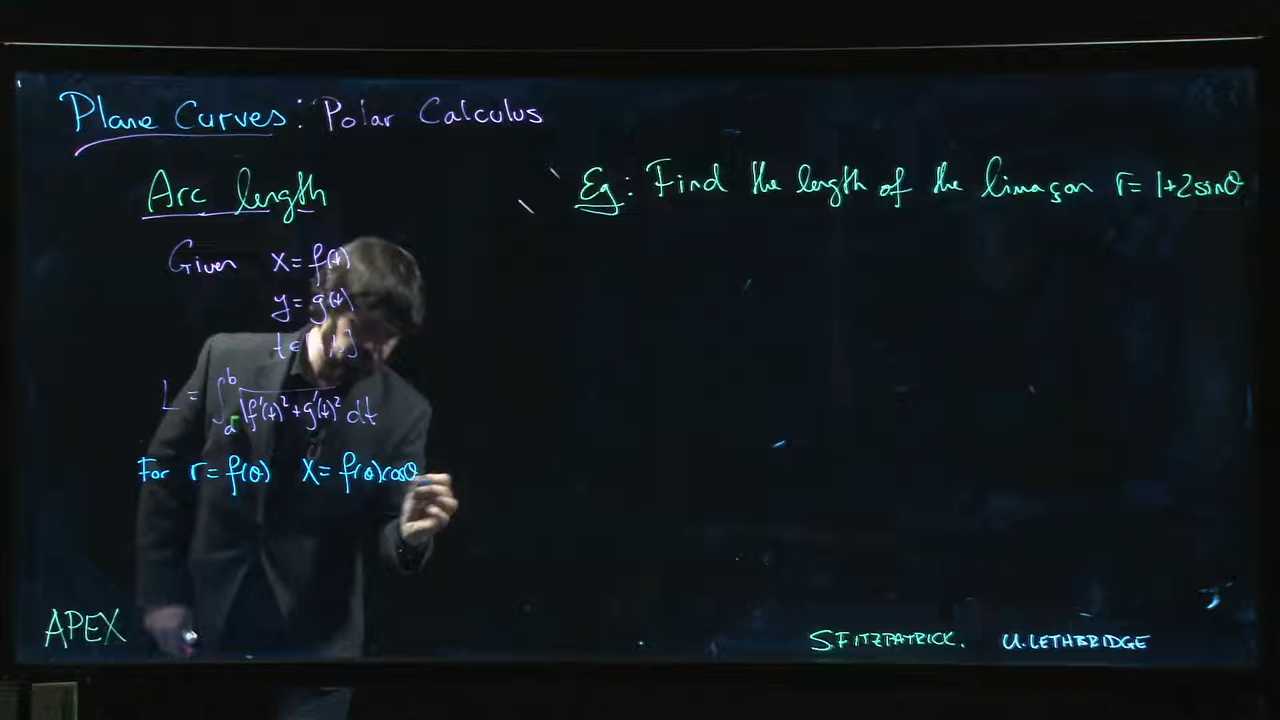 Plane Curves: Polar Calculus
Arc length
Given x = f(t)
y = g(t)
t ∈
L = ∫_a^b √f'(t)² + g'(t)² dt
For r = f(θ) x = f(θ)cosθ
Eg: Find the length of the limaçon r = 1+2sinθ
APEX
S.FITZPATRICK. U.LETHBRIDGE